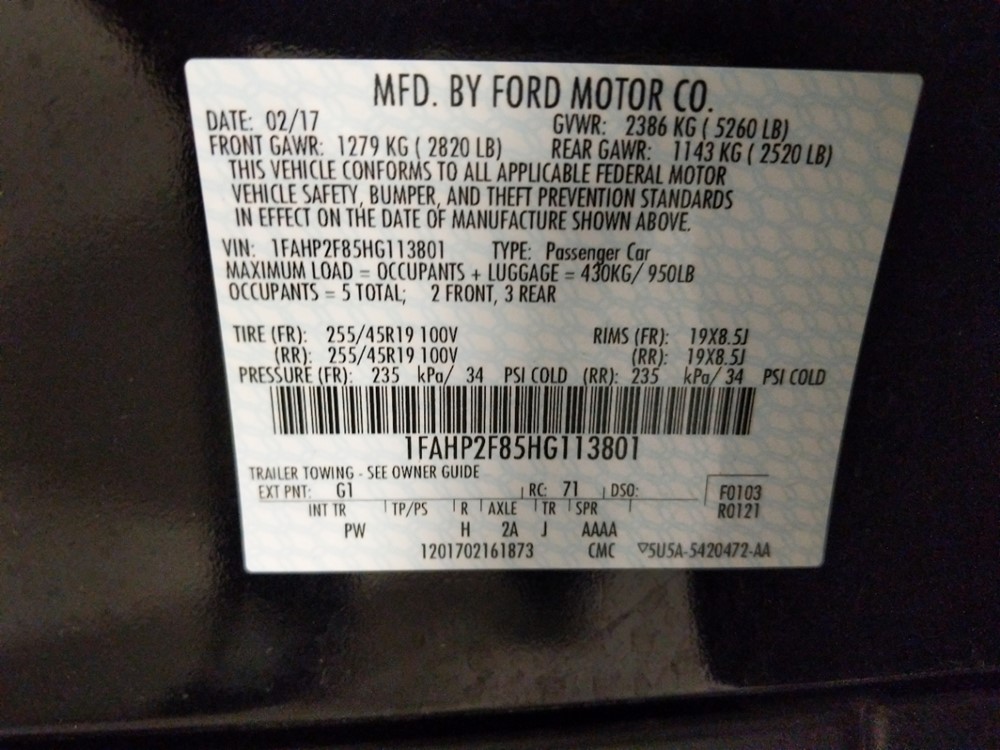 MFD. BY FORD MOTOR CO.
DATE: 02/17 GVWR: 2386 KG ( 5260 LB)
FRONT GAWR: 1279 KG ( 2820 LB) REAR GAWR: 1143 KG ( 2520 LB)
THIS VEHICLE CONFORMS TO ALL APPLICABLE FEDERAL MOTOR
VEHICLE SAFETY, BUMPER, AND THEFT PREVENTION STANDARDS
IN EFFECT ON THE DATE OF MANUFACTURE SHOWN ABOVE.
VIN: 1FAHP2F85HG113801 TYPE: Passenger Car
MAXIMUM LOAD = OCCUPANTS + LUGGAGE = 430KG/ 950LB
OCCUPANTS = 5 TOTAL; 2 FRONT, 3 REAR
TIRE (FR): 255/45R19 100V RIMS (FR): 19X8.5J
(RR): 255/45R19 100V (RR): 19X8.5J
PRESSURE (FR): 235 kPa/ 34 PSI COLD (RR): 235 kPa/ 34 PSI COLD
1FAHP2F85HG113801
TRAILER TOWING - SEE OWNER GUIDE
EXT PNT: G1 RC: 71 DSO: F0103
INT TR TP/PS R AXLE TR SPR R0121
PW H 2A J AAAA
1201702161873 CMC ▽5U5A-5420472-AA